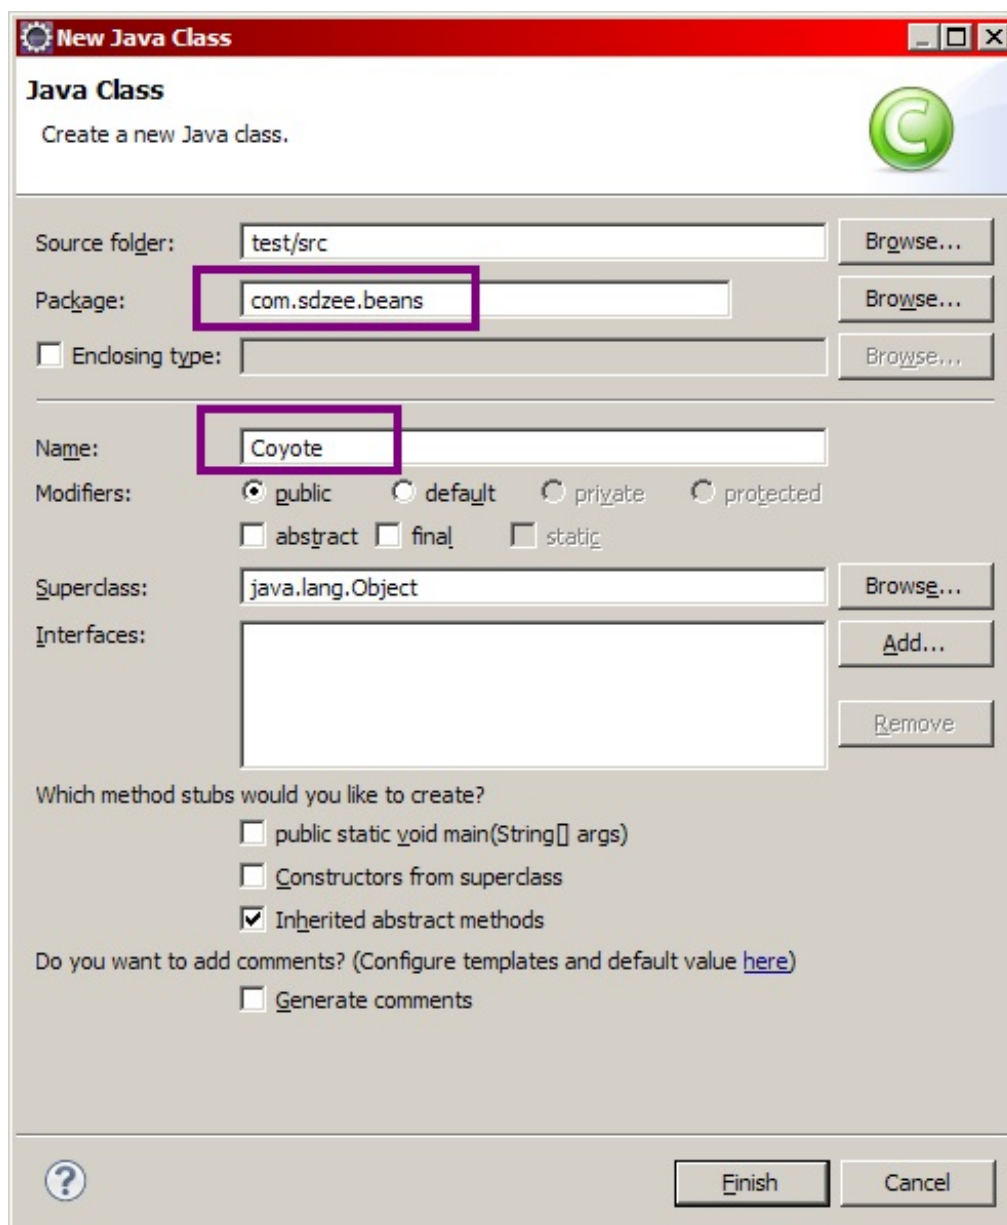 New Java Class
Java Class
Create a new Java class.
C
Source folder: test/src Browse...
Package: com.sdzee.beans Browse...
Enclosing type: Browse...
Name: Coyote
Modifiers: public default private protected
abstract final static
Superclass: java.lang.Object Browse...
Interfaces: Add...
Remove
Which method stubs would you like to create?
public static void main(String[] args)
Constructors from superclass
Inherited abstract methods
Do you want to add comments? (Configure templates and default value here)
Generate comments
? Finish Cancel